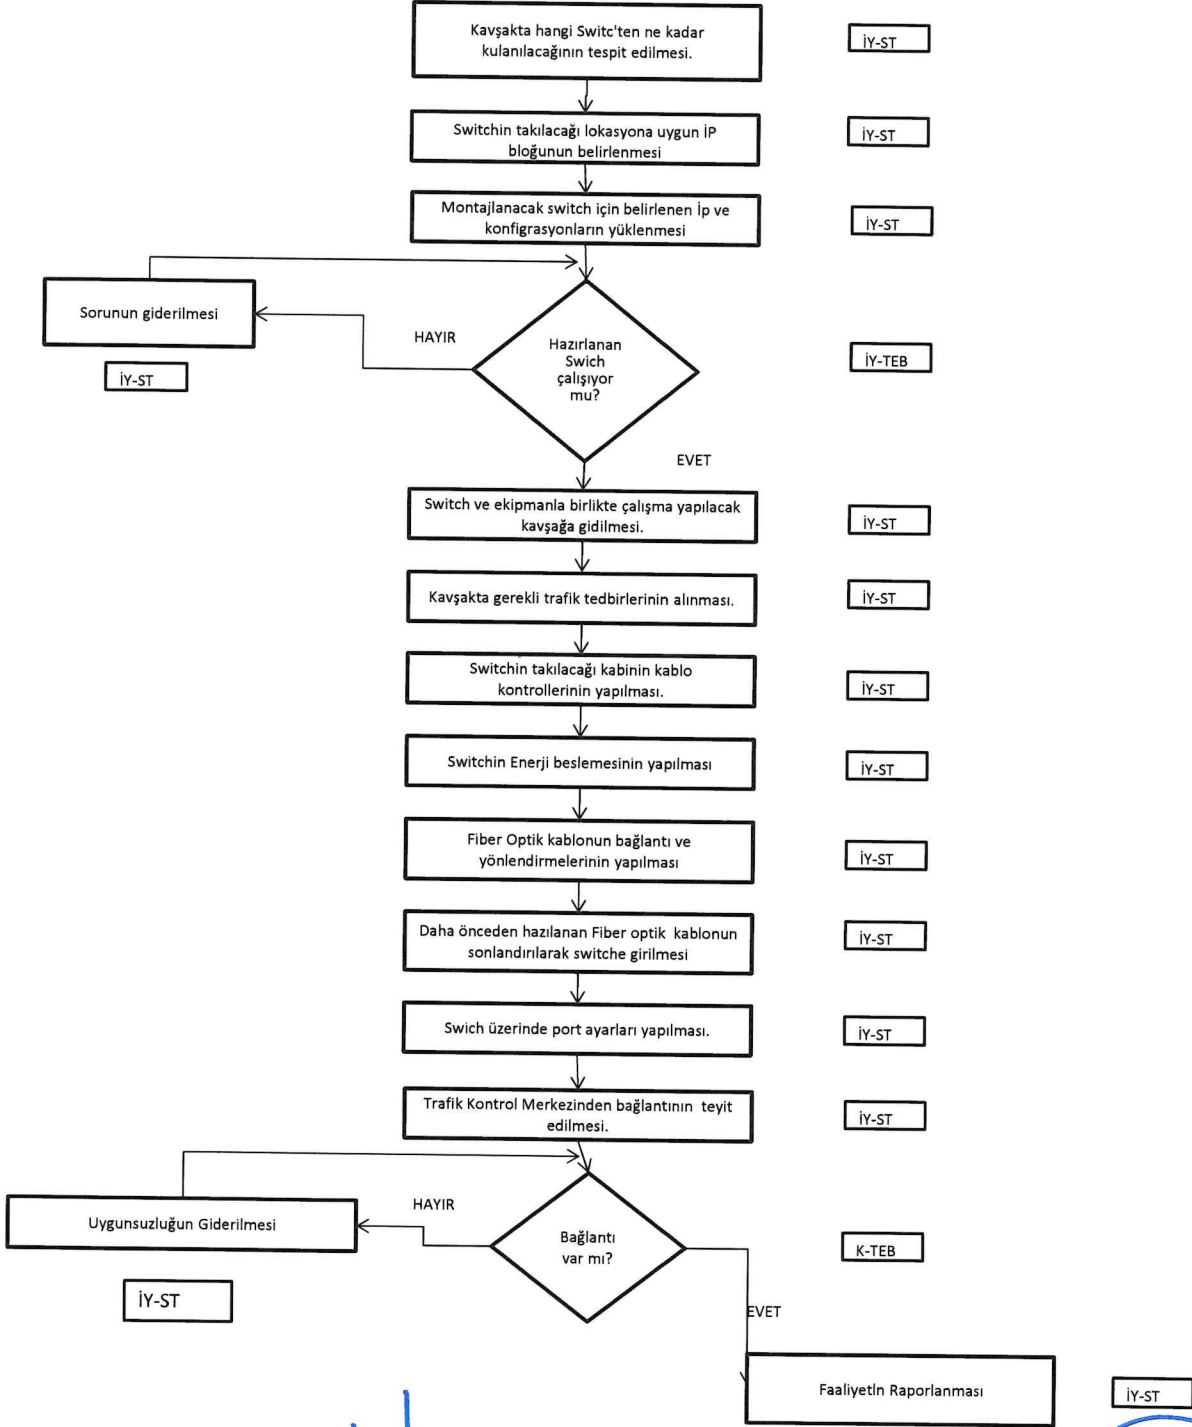 Kavşakta hangi Switc'ten ne kadar
kulanılacağının tespit edilmesi.
İY-ST
Switchin takılacağı lokasyona uygun İP
bloğunun belirlenmesi
İY-ST
Montajlanacak switch için belirlenen İp ve
konfigrasyonların yüklenmesi
İY-ST
Sorunun giderilmesi
HAYIR
İY-ST
Hazırlanan
Swich
çalışıyor
mu?
İY-TEB
EVET
Switch ve ekipmanla birlikte çalışma yapılacak
kavşağa gidilmesi.
İY-ST
Kavşakta gerekli trafik tedbirlerinin alınması.
İY-ST
Switchin takılacağı kabinin kablo
kontrollerinin yapılması.
İY-ST
Switchin Enerji beslemesinin yapılması
İY-ST
Fiber Optik kablonun bağlantı ve
yönlendirmelerinin yapılması
İY-ST
Daha önceden hazılanan Fiber optik  kablonun
sonlandırılarak switche girilmesi
İY-ST
Swich üzerinde port ayarları yapılması.
İY-ST
Trafik Kontrol Merkezinden bağlantının  teyit
edilmesi.
İY-ST
HAYIR
Uygunsuzluğun Giderilmesi
İY-ST
Bağlantı
var mı?
K-TEB
EVET
Faaliyetİn Raporlanması
İY-ST